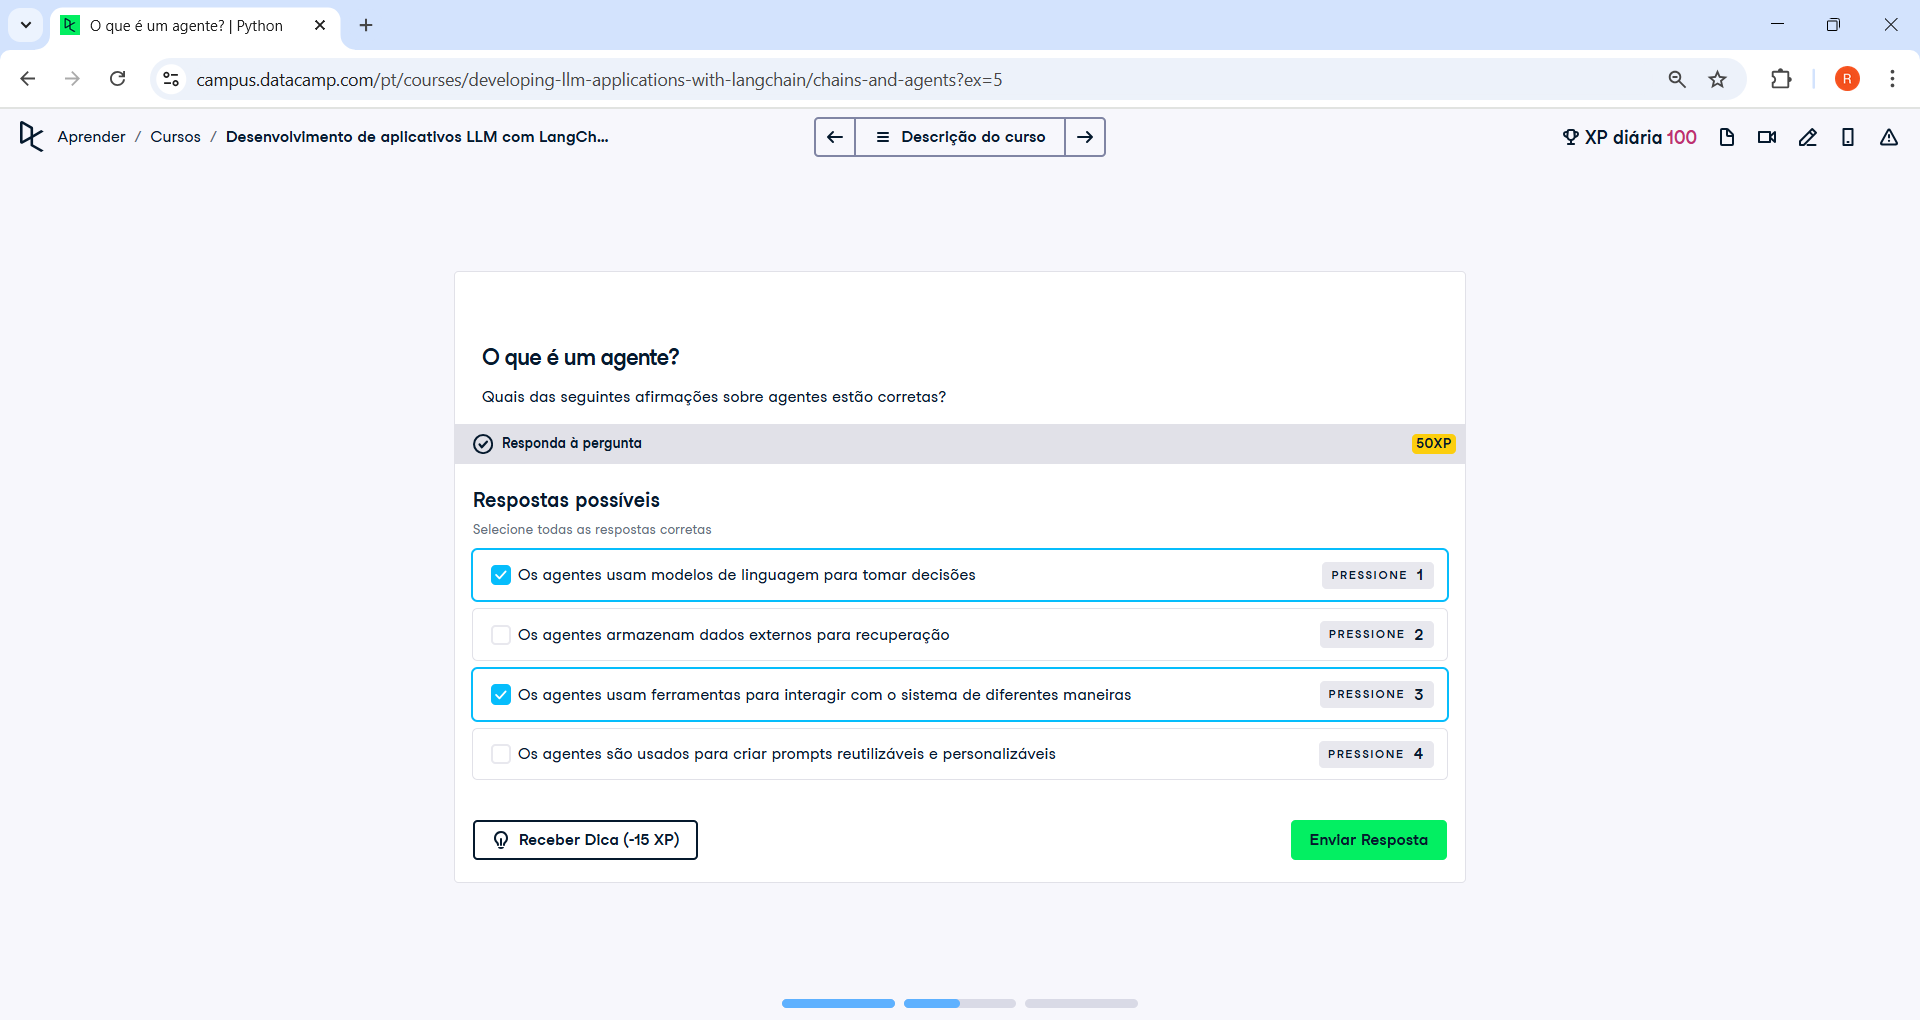 O que é um agente? | Python
campus.datacamp.com/pt/courses/developing-llm-applications-with-langchain/chains-and-agents?ex=5
R
Aprender / Cursos / Desenvolvimento de aplicativos LLM com LangCh...
Descrição do curso
XP diária 100
O que é um agente?
Quais das seguintes afirmações sobre agentes estão corretas?
Responda à pergunta
50XP
Respostas possíveis
Selecione todas as respostas corretas
Os agentes usam modelos de linguagem para tomar decisões
PRESSIONE 1
Os agentes armazenam dados externos para recuperação
PRESSIONE 2
Os agentes usam ferramentas para interagir com o sistema de diferentes maneiras
PRESSIONE 3
Os agentes são usados para criar prompts reutilizáveis e personalizáveis
PRESSIONE 4
Receber Dica (-15 XP)
Enviar Resposta